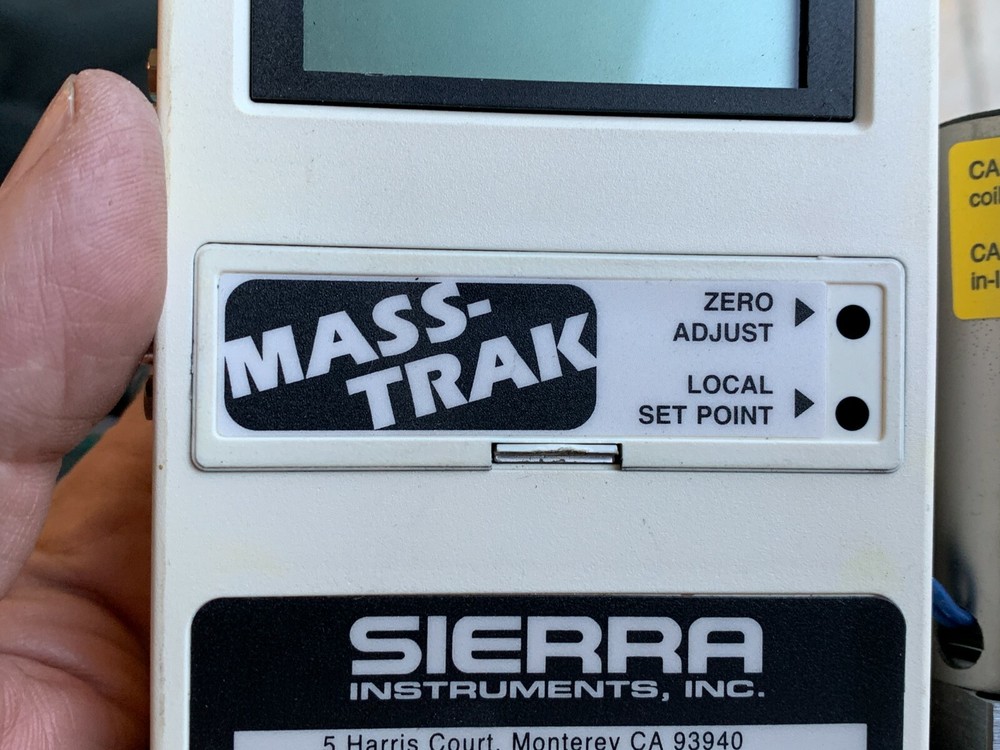 MASS-
TRAK
ZERO
ADJUST
LOCAL
SET POINT
SIERRA
INSTRUMENTS, INC.
5 Harris Court, Monterey CA 93940